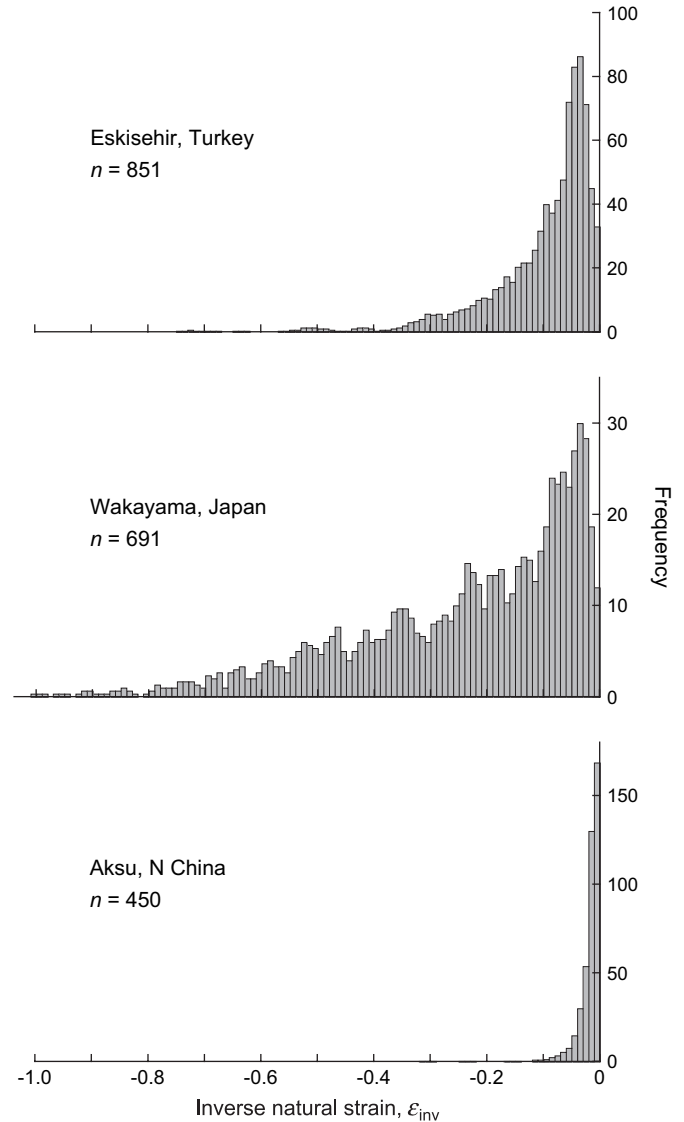 100
80
Eskisehir, Turkey
60
n = 851
40
20
0
30
Wakayama, Japan
20
n = 691
Frequency
10
0
150
Aksu, N China
100
n = 450
50
0
-1.0 -0.8 -0.6 -0.4 -0.2 0
Inverse natural strain, εinv